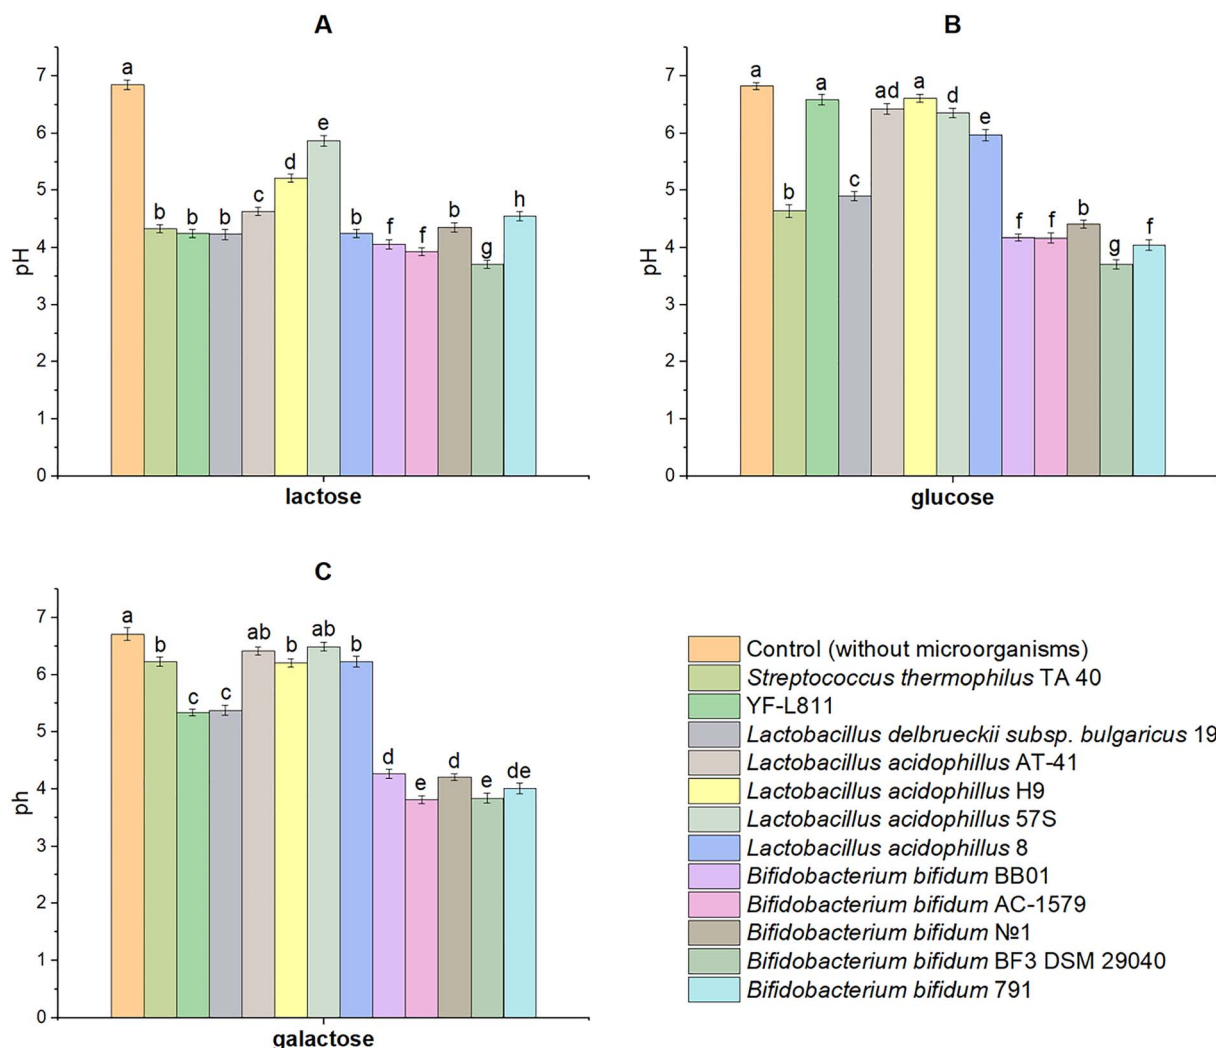 A
7
6
5
4
3
2
1
0
pH
a
b
b
b
c
d
e
b
f
f
b
g
h
lactose
B
7
6
5
4
3
2
1
0
pH
a
b
a
c
ad
a
d
e
f
f
b
g
f
glucose
C
7
6
5
4
3
2
1
0
ph
a
b
c
c
ab
b
ab
b
d
e
d
e
de
galactose
Control (without microorganisms)
Streptococcus thermophilus TA 40
YF-L811
Lactobacillus delbrueckii subsp. bulgaricus 19
Lactobacillus acidophillus AT-41
Lactobacillus acidophillus H9
Lactobacillus acidophillus 57S
Lactobacillus acidophillus 8
Bifidobacterium bifidum BB01
Bifidobacterium bifidum AC-1579
Bifidobacterium bifidum №1
Bifidobacterium bifidum BF3 DSM 29040
Bifidobacterium bifidum 791